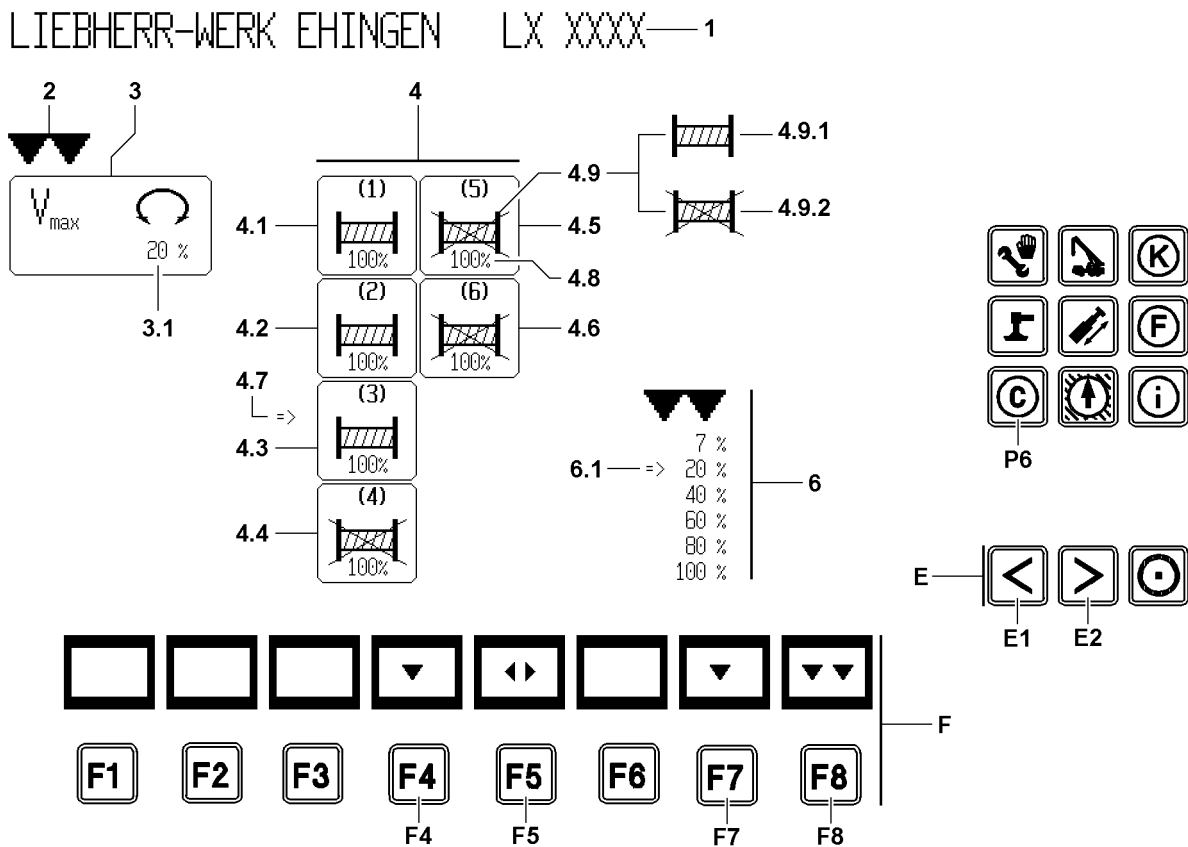 LIEBHERR-WERK EHINGEN LX XXXX 1
2 3 4
4.9.1
4.9
4.9.2
Vmax
20 %
3.1
4.1 (1) 100%
(5) 100% 4.5
4.8
4.2 (2) 100%
(6) 100% 4.6
4.7 =>
4.3 (3) 100%
4.4 (4) 100%
7 %
6.1 => 20 %
40 %
60 %
80 %
100 %
6
K
F
C i
P6
E < >
E1 E2
F
F1 F2 F3 F4 F5 F6 F7 F8
F4 F5 F7 F8